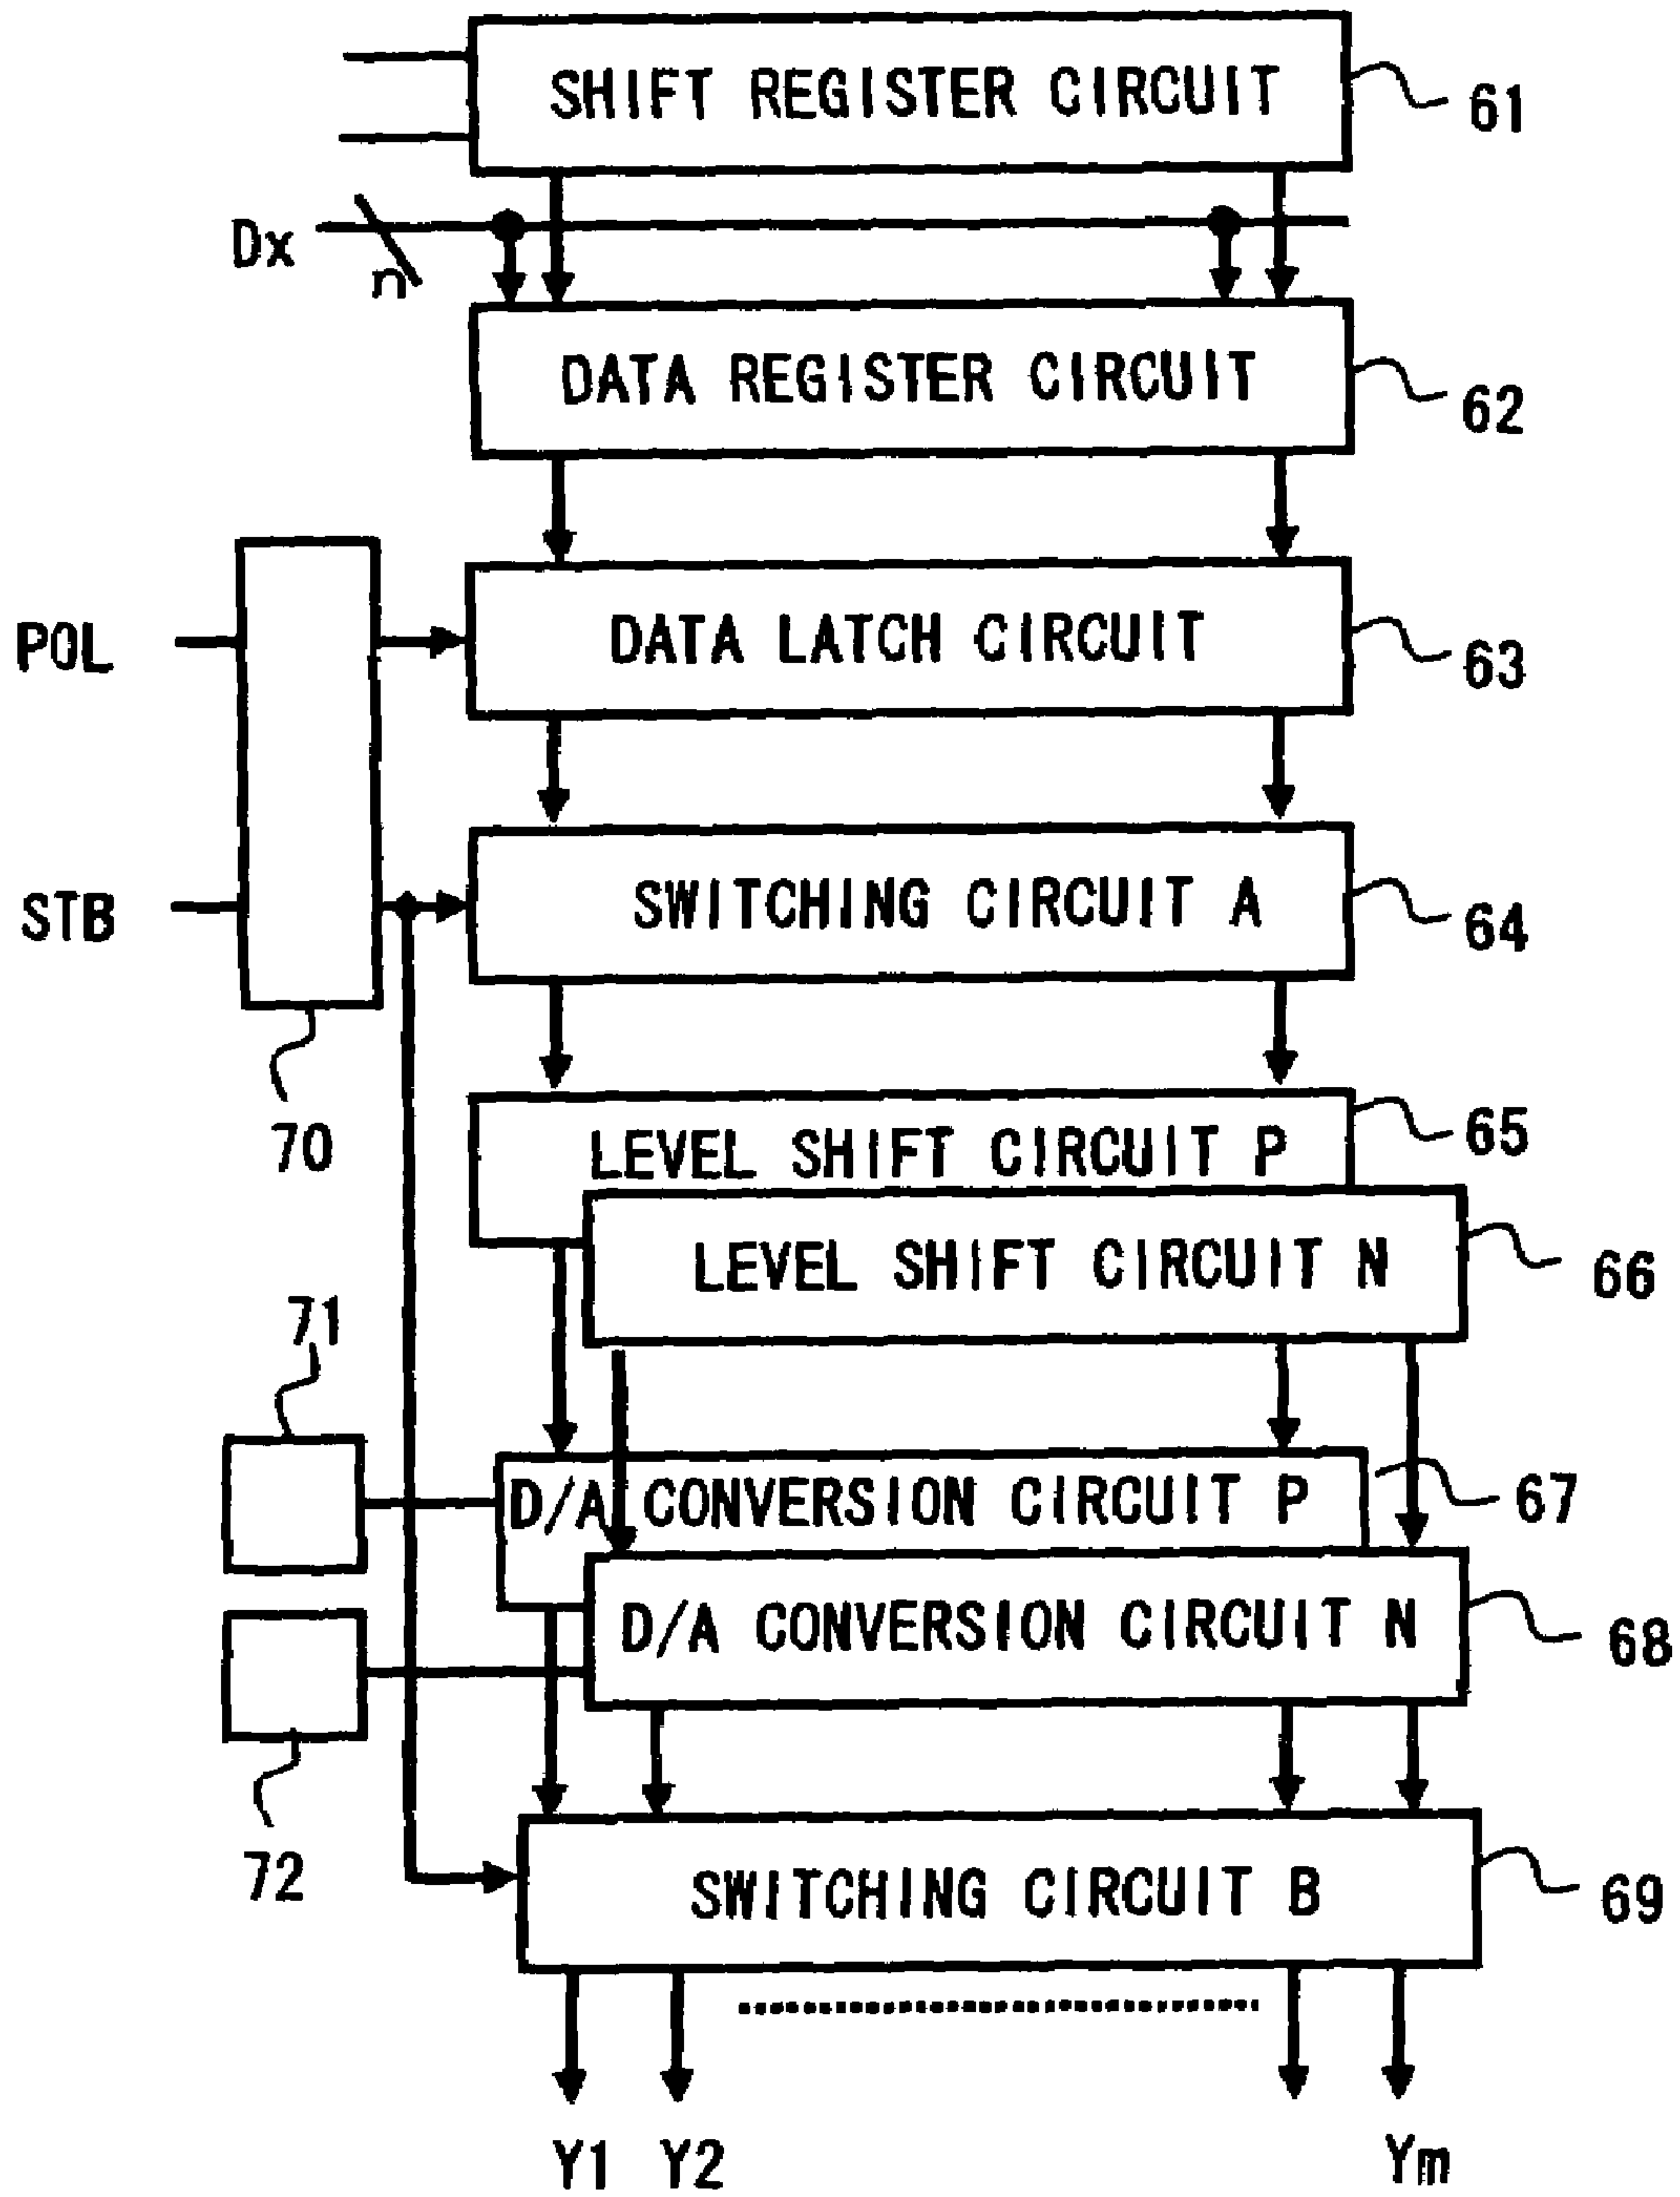 SHIFT REGISTER CIRCUIT
61
Dx
n
DATA REGISTER CIRCUIT
62
POL
DATA LATCH CIRCUIT
63
STB
SWITCHING CIRCUIT A
64
70
LEVEL SHIFT CIRCUIT P
65
LEVEL SHIFT CIRCUIT N
66
71
D/A CONVERSION CIRCUIT P
67
D/A CONVERSION CIRCUIT N
68
72
SWITCHING CIRCUIT B
69
Y1 Y2 Ym